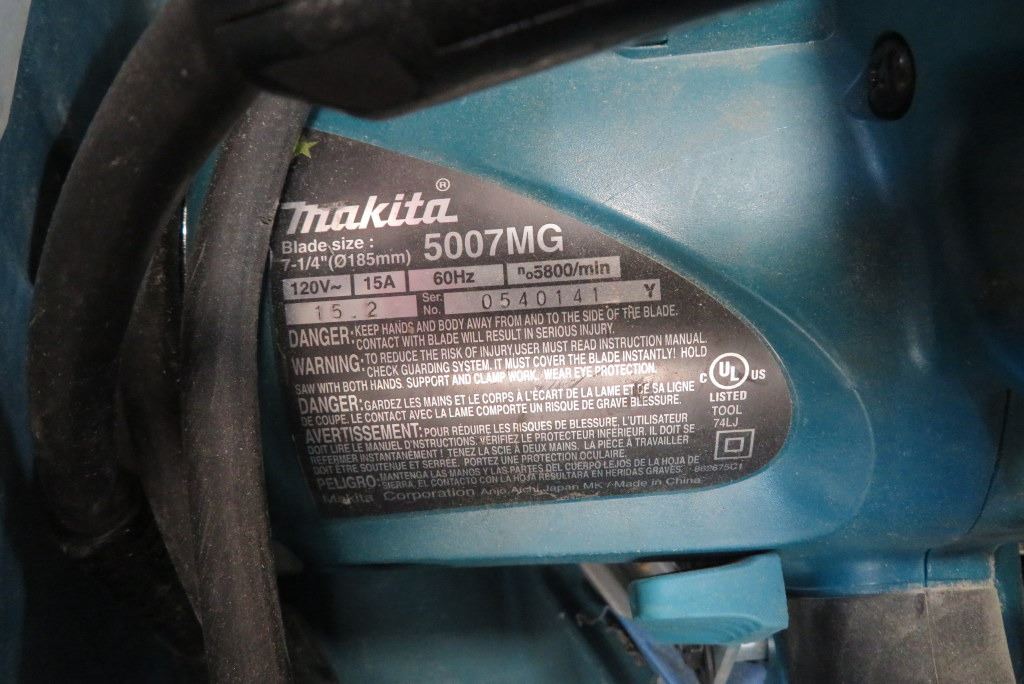 Makita®
Blade size :
7-1/4"(Ø185mm) 5007MG
120V~ 15A 60Hz no5800/min
15.2 Ser. No. 0540141 Y
DANGER: KEEP HANDS AND BODY AWAY FROM AND TO THE SIDE OF THE BLADE.
CONTACT WITH BLADE WILL RESULT IN SERIOUS INJURY.
WARNING: TO REDUCE THE RISK OF INJURY,USER MUST READ INSTRUCTION MANUAL.
CHECK GUARDING SYSTEM. IT MUST COVER THE BLADE INSTANTLY! HOLD
SAW WITH BOTH HANDS. SUPPORT AND CLAMP WORK. WEAR EYE PROTECTION.
DANGER: GARDEZ LES MAINS ET LE CORPS À L'ÉCART DE LA LAME ET DE SA LIGNE
DE COUPE. LE CONTACT AVEC LA LAME COMPORTE UN RISQUE DE GRAVE BLESSURE.
AVERTISSEMENT: POUR RÉDUIRE LES RISQUES DE BLESSURE, L'UTILISATEUR
DOIT LIRE LE MANUEL D'INSTRUCTIONS. VÉRIFIEZ LE PROTECTEUR INFÉRIEUR. IL DOIT SE
REFERMER INSTANTANÉMENT! TENEZ LA SCIE À DEUX MAINS. LA PIÈCE À TRAVAILLER
DOIT ÊTRE SOUTENUE ET SERRÉE. PORTEZ UNE PROTECTION OCULAIRE.
PELIGRO: MANTENGA LAS MANOS Y LAS PARTES DEL CUERPO LEJOS DE LA HOJA DE
SIERRA. EL CONTACTO CON LA HOJA RESULTARA EN HERIDAS GRAVES.
Makita Corporation Anjo, Aichi, Japan MK / Made in China
C UL US
LISTED
TOOL
74LJ